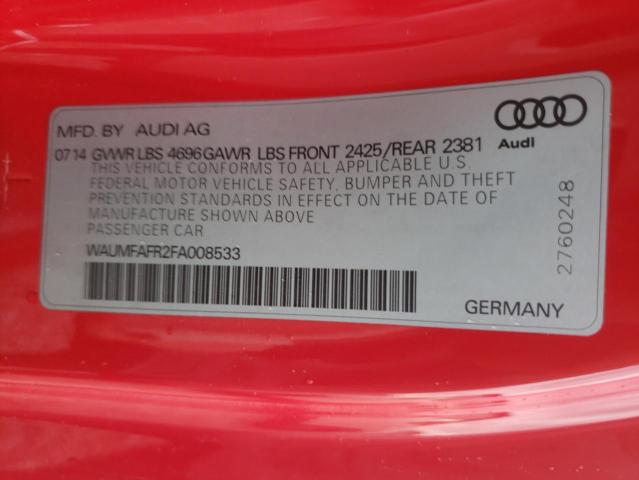 MFD. BY AUDI AG
Audi
0714 GVWR LBS 4696 GAWR LBS FRONT 2425/REAR 2381
THIS VEHICLE CONFORMS TO ALL APPLICABLE U.S.
FEDERAL MOTOR VEHICLE SAFETY, BUMPER AND THEFT
PREVENTION STANDARDS IN EFFECT ON THE DATE OF
MANUFACTURE SHOWN ABOVE
PASSENGER CAR
WAUMFAFR2FA008533
2760248
GERMANY